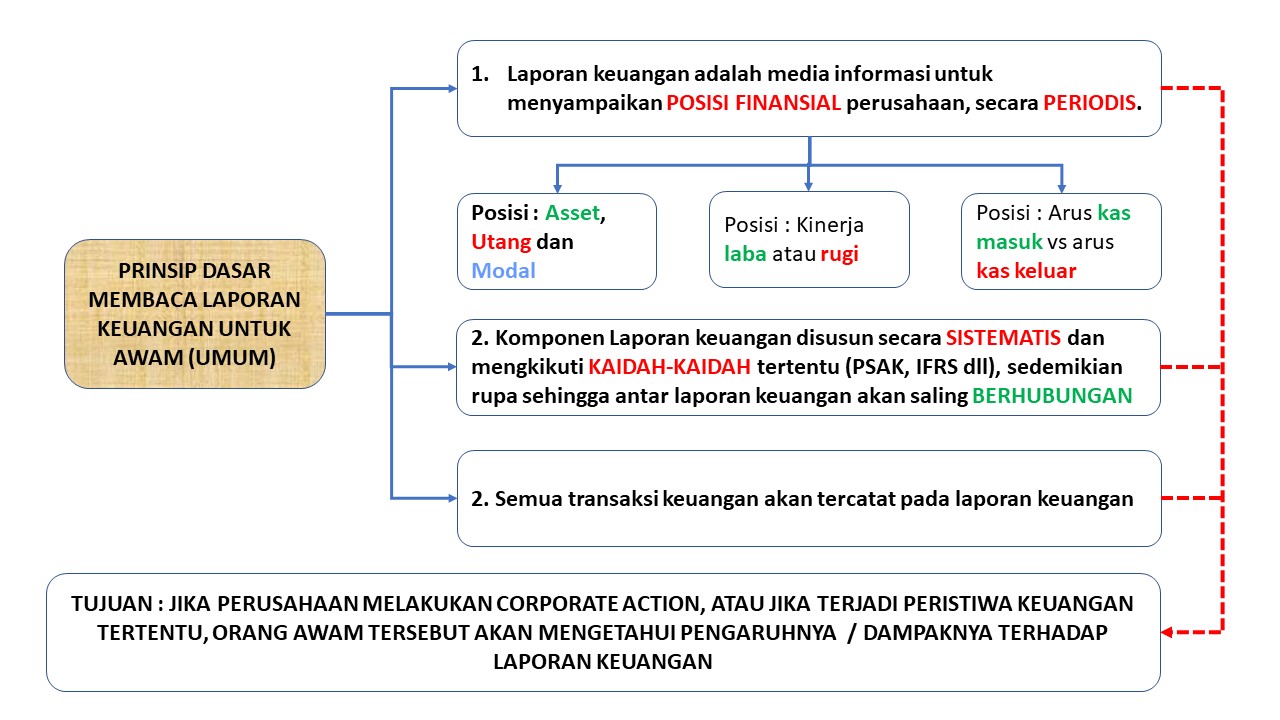 PRINSIP DASAR
MEMBACA LAPORAN
KEUANGAN UNTUK
AWAM (UMUM)
1. Laporan keuangan adalah media informasi untuk
menyampaikan POSISI FINANSIAL perusahaan, secara PERIODIS.
Posisi : Asset,
Utang dan
Modal
Posisi : Kinerja
laba atau rugi
Posisi : Arus kas
masuk vs arus
kas keluar
2. Komponen Laporan keuangan disusun secara SISTEMATIS dan
mengkikuti KAIDAH-KAIDAH tertentu (PSAK, IFRS dll), sedemikian
rupa sehingga antar laporan keuangan akan saling BERHUBUNGAN
2. Semua transaksi keuangan akan tercatat pada laporan keuangan
TUJUAN : JIKA PERUSAHAAN MELAKUKAN CORPORATE ACTION, ATAU JIKA TERJADI PERISTIWA KEUANGAN
TERTENTU, ORANG AWAM TERSEBUT AKAN MENGETAHUI PENGARUHNYA / DAMPAKNYA TERHADAP
LAPORAN KEUANGAN